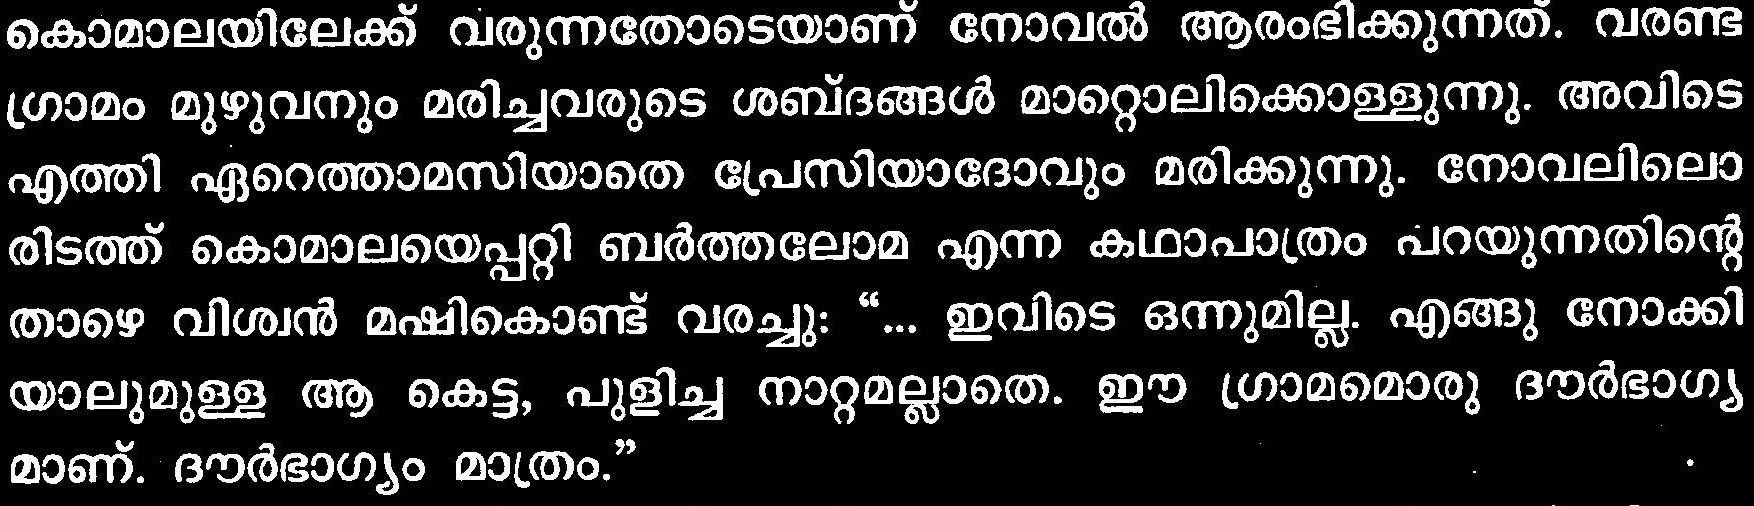 കൊമാലയിലേക്ക് വരുന്നതോടെയാണ് നോവൽ ആരംഭിക്കുന്നത്. വരണ്ട
ഗ്രാമം മുഴുവനും മരിച്ചവരുടെ ശബ്ദങ്ങൾ മാറ്റൊലിക്കൊള്ളുന്നു. അവിടെ
എത്തി ഏറെത്താമസിയാതെ പ്രേസിയാദോവും മരിക്കുന്നു. നോവലിലൊ
രിടത്ത് കൊമാലയെപ്പറ്റി ബർത്തലോമ എന്ന കഥാപാത്രം പറയുന്നതിന്റെ
താഴെ വിശ്വൻ മഷികൊണ്ട് വരച്ചു: “... ഇവിടെ ഒന്നുമില്ല. എങ്ങു നോക്കി
യാലുമുള്ള ആ കെട്ട, പുളിച്ച നാറ്റമല്ലാതെ. ഈ ഗ്രാമമൊരു ദൗർഭാഗ്യ
മാണ്. ദൗർഭാഗ്യം മാത്രം.”